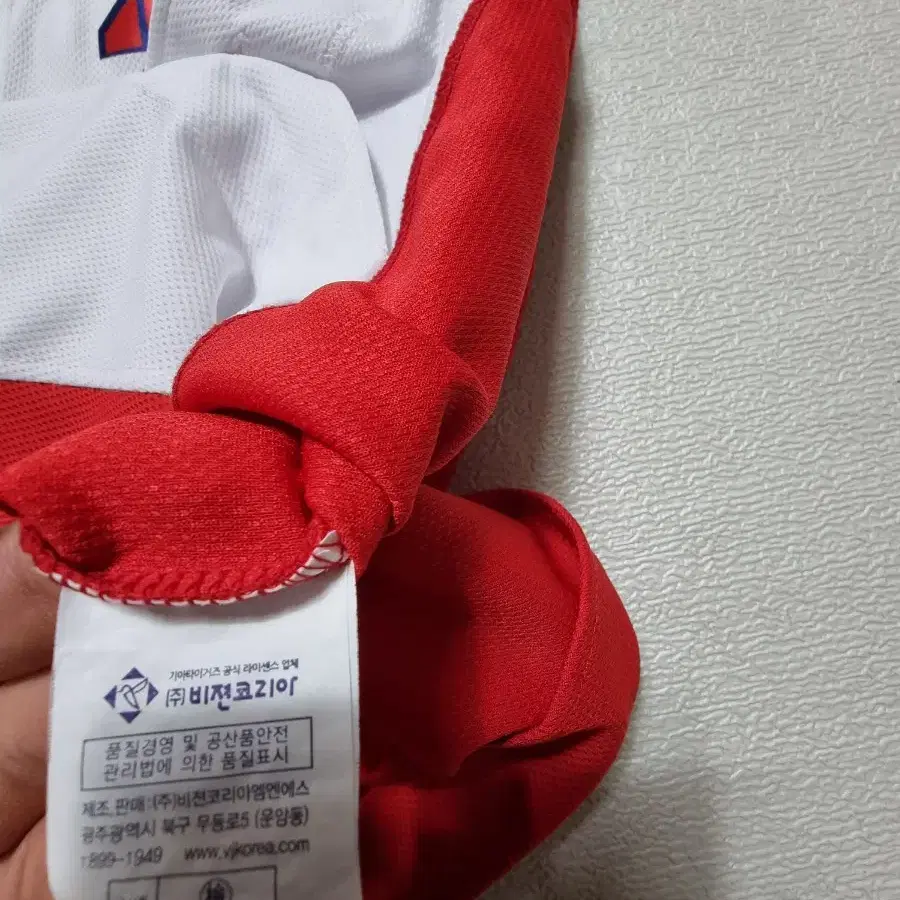 기아타이거즈 공식 라이센스 업체
(주)비젼코리아
품질경영 및 공산품안전
관리법에 의한 품질표시
제조,판매:(주)비젼코리아엠엔에스
광주광역시 북구 무등로5 (운암동)
1899-1949 www.vjkorea.com